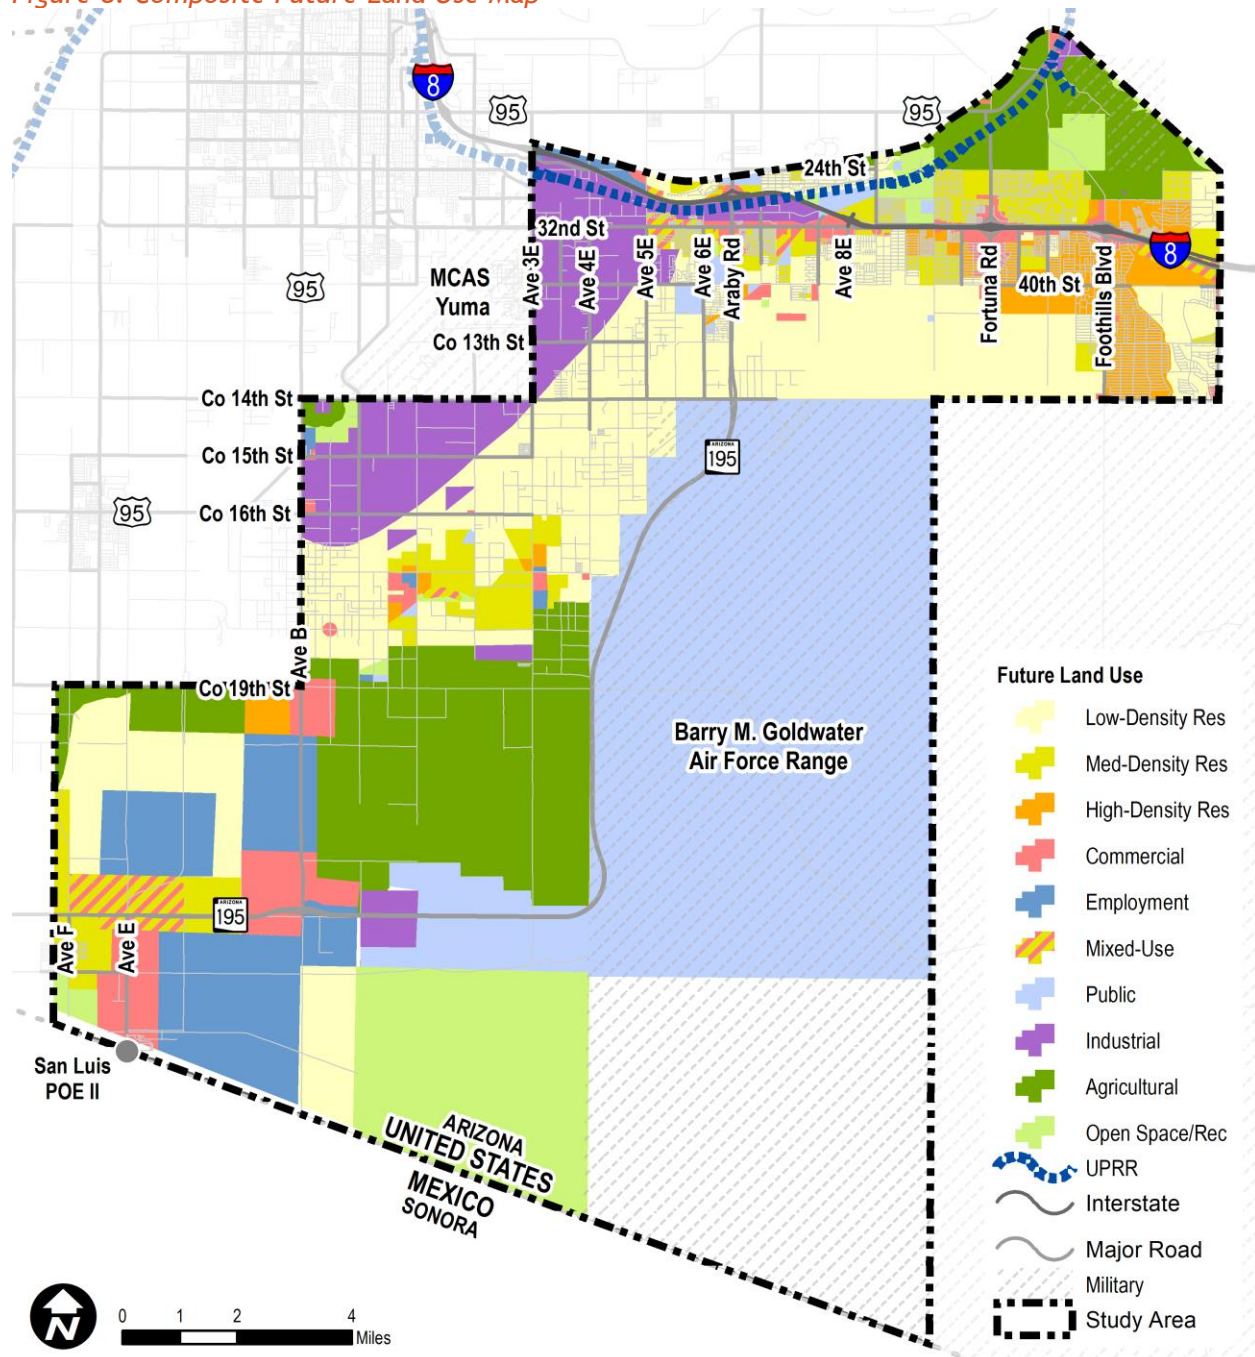 Figure 8: Composite Future Land Use Map
8
95
95
24th St
32nd St
Ave 3E
Ave 4E
Ave 5E
Ave 6E
Araby Rd
Ave 8E
Fortuna Rd
40th St
Foothills Blvd
8
MCAS
Yuma
95
Co 13th St
Co 14th St
Co 15th St
ARIZONA
195
95
Co 16th St
Ave B
Co 19th St
Barry M. Goldwater
Air Force Range
ARIZONA
195
Ave F
Ave E
San Luis
POE II
ARIZONA
UNITED STATES
MEXICO
SONORA
Future Land Use
Low-Density Res
Med-Density Res
High-Density Res
Commercial
Employment
Mixed-Use
Public
Industrial
Agricultural
Open Space/Rec
UPRR
Interstate
Major Road
Military
Study Area
N
0 1 2 4
Miles